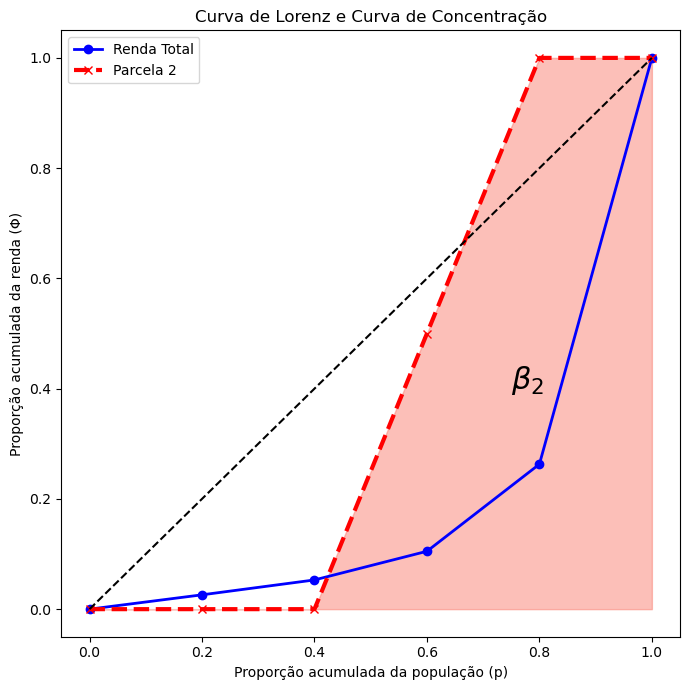 Curva de Lorenz e Curva de Concentração
Renda Total
Parcela 2
1.0
0.8
0.6
0.4
0.2
0.0
Proporção acumulada da renda (Φ)
β₂
0.0 0.2 0.4 0.6 0.8 1.0
Proporção acumulada da população (p)